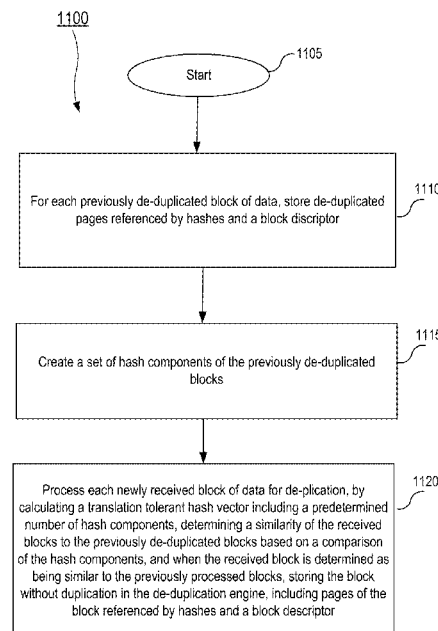 1100
Start
1105
For each previously de-duplicated block of data, store de-duplicated
pages referenced by hashes and a block discriptor
1110
Create a set of hash components of the previously de-duplicated
blocks
1115
Process each newly received block of data for de-plication, by
calculating a translation tolerant hash vector including a predetermined
number of hash components, determining a similarity of the received
blocks to the previously de-duplicated blocks based on a comparison
of the hash components, and when the received block is determined as
being similar to the previously processed blocks, storing the block
without duplication in the de-duplication engine, including pages of the
block referenced by hashes and a block descriptor
1120